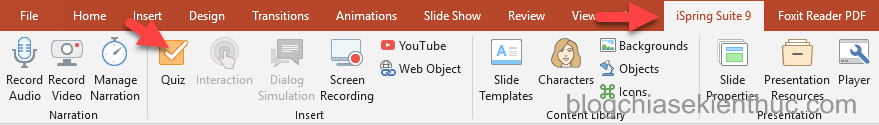 File Home Insert Design Transitions Animations Slide Show Review View iSpring Suite 9 Foxit Reader PDF
Record Audio
Record Video
Manage Narration
Narration
Quiz
Interaction
Dialog Simulation
Screen Recording
YouTube
Web Object
Insert
Slide Templates
Characters
Backgrounds
Objects
Icons
Content Library
Slide Properties
Presentation Resources
Player
Presentation
blogchiasekienthuc.com